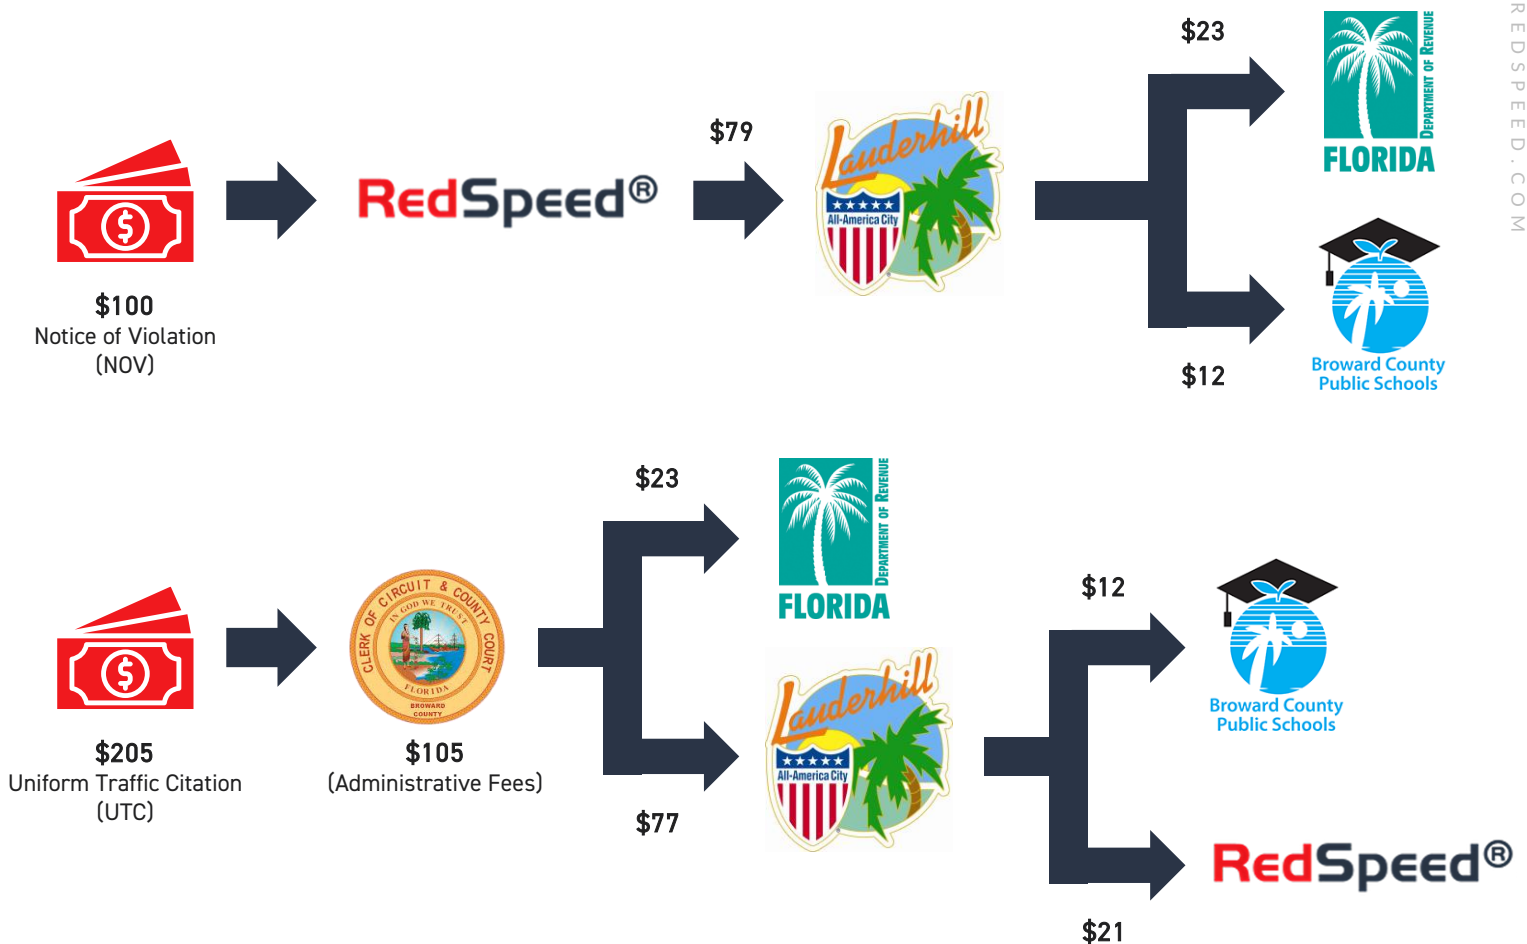 $23
DEPARTMENT OF REVENUE
FLORIDA
REDSPEED.COM
$79
Lauderhill
All-America City
RedSpeed®
$100
Notice of Violation
(NOV)
$12
Broward County
Public Schools
$23
DEPARTMENT OF REVENUE
FLORIDA
$12
Broward County
Public Schools
CLERK OF CIRCUIT & COUNTY COURT
IN GOD WE TRUST
FLORIDA
BROWARD
COUNTY
Lauderhill
All-America City
$205
Uniform Traffic Citation
(UTC)
$105
(Administrative Fees)
$77
RedSpeed®
$21